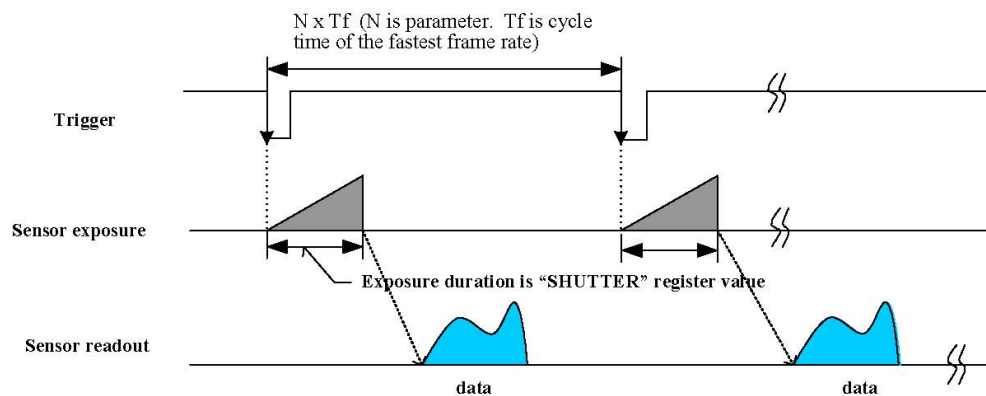 N x Tf (N is parameter. Tf is cycle
time of the fastest frame rate)
Trigger
Sensor exposure
Exposure duration is “SHUTTER” register value
Sensor readout
data
data